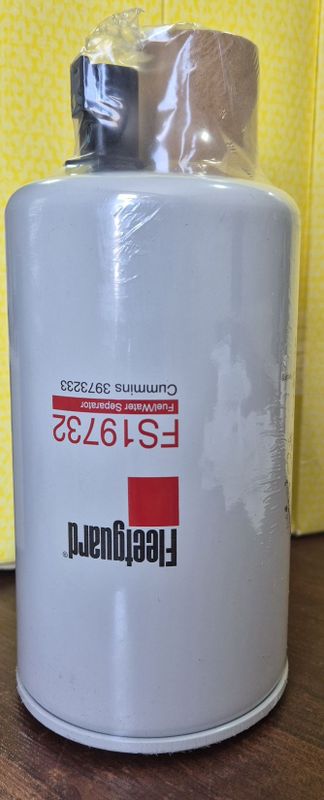 Fleetguard®
FS19732
Fuel/Water Separator
Cummins 3973233